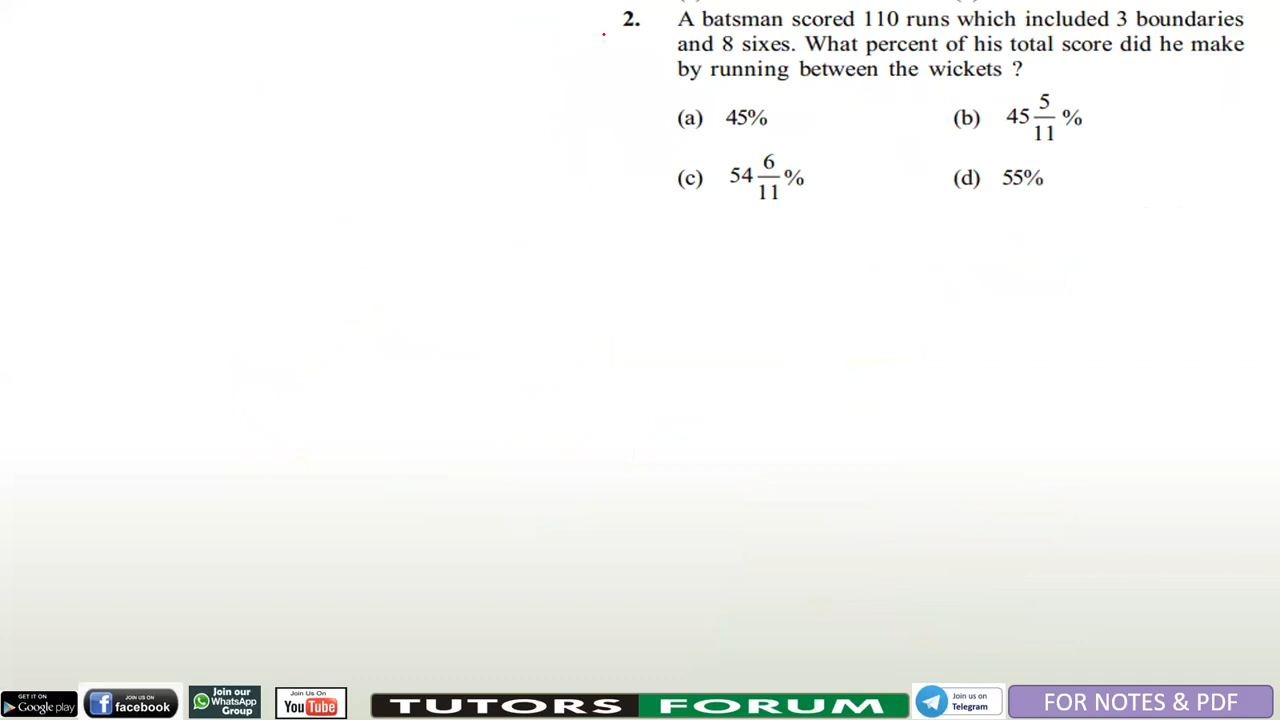 2. A batsman scored 110 runs which included 3 boundaries
and 8 sixes. What percent of his total score did he make
by running between the wickets ?
(a) 45% (b) 45 5/11 %
(c) 54 6/11 % (d) 55%
GET IT ON
Google play
JOIN US ON
facebook
Join our
WhatsApp
Group
Join Us On
YouTube
TUTORS FORUM
Join us on
Telegram
FOR NOTES & PDF